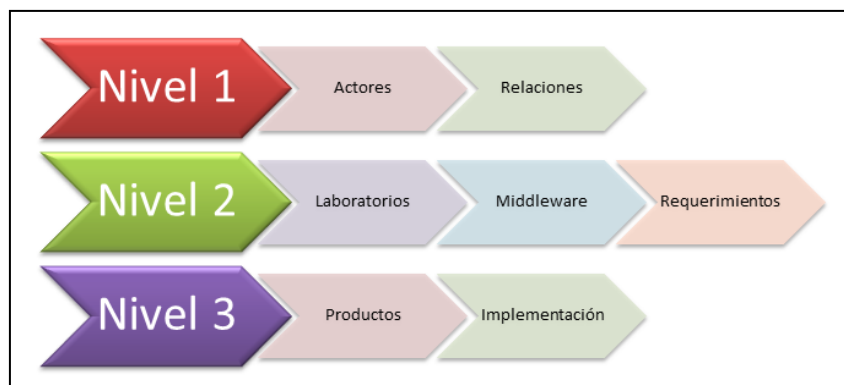 Nivel 1 Actores Relaciones
Nivel 2 Laboratorios Middleware Requerimientos
Nivel 3 Productos Implementación